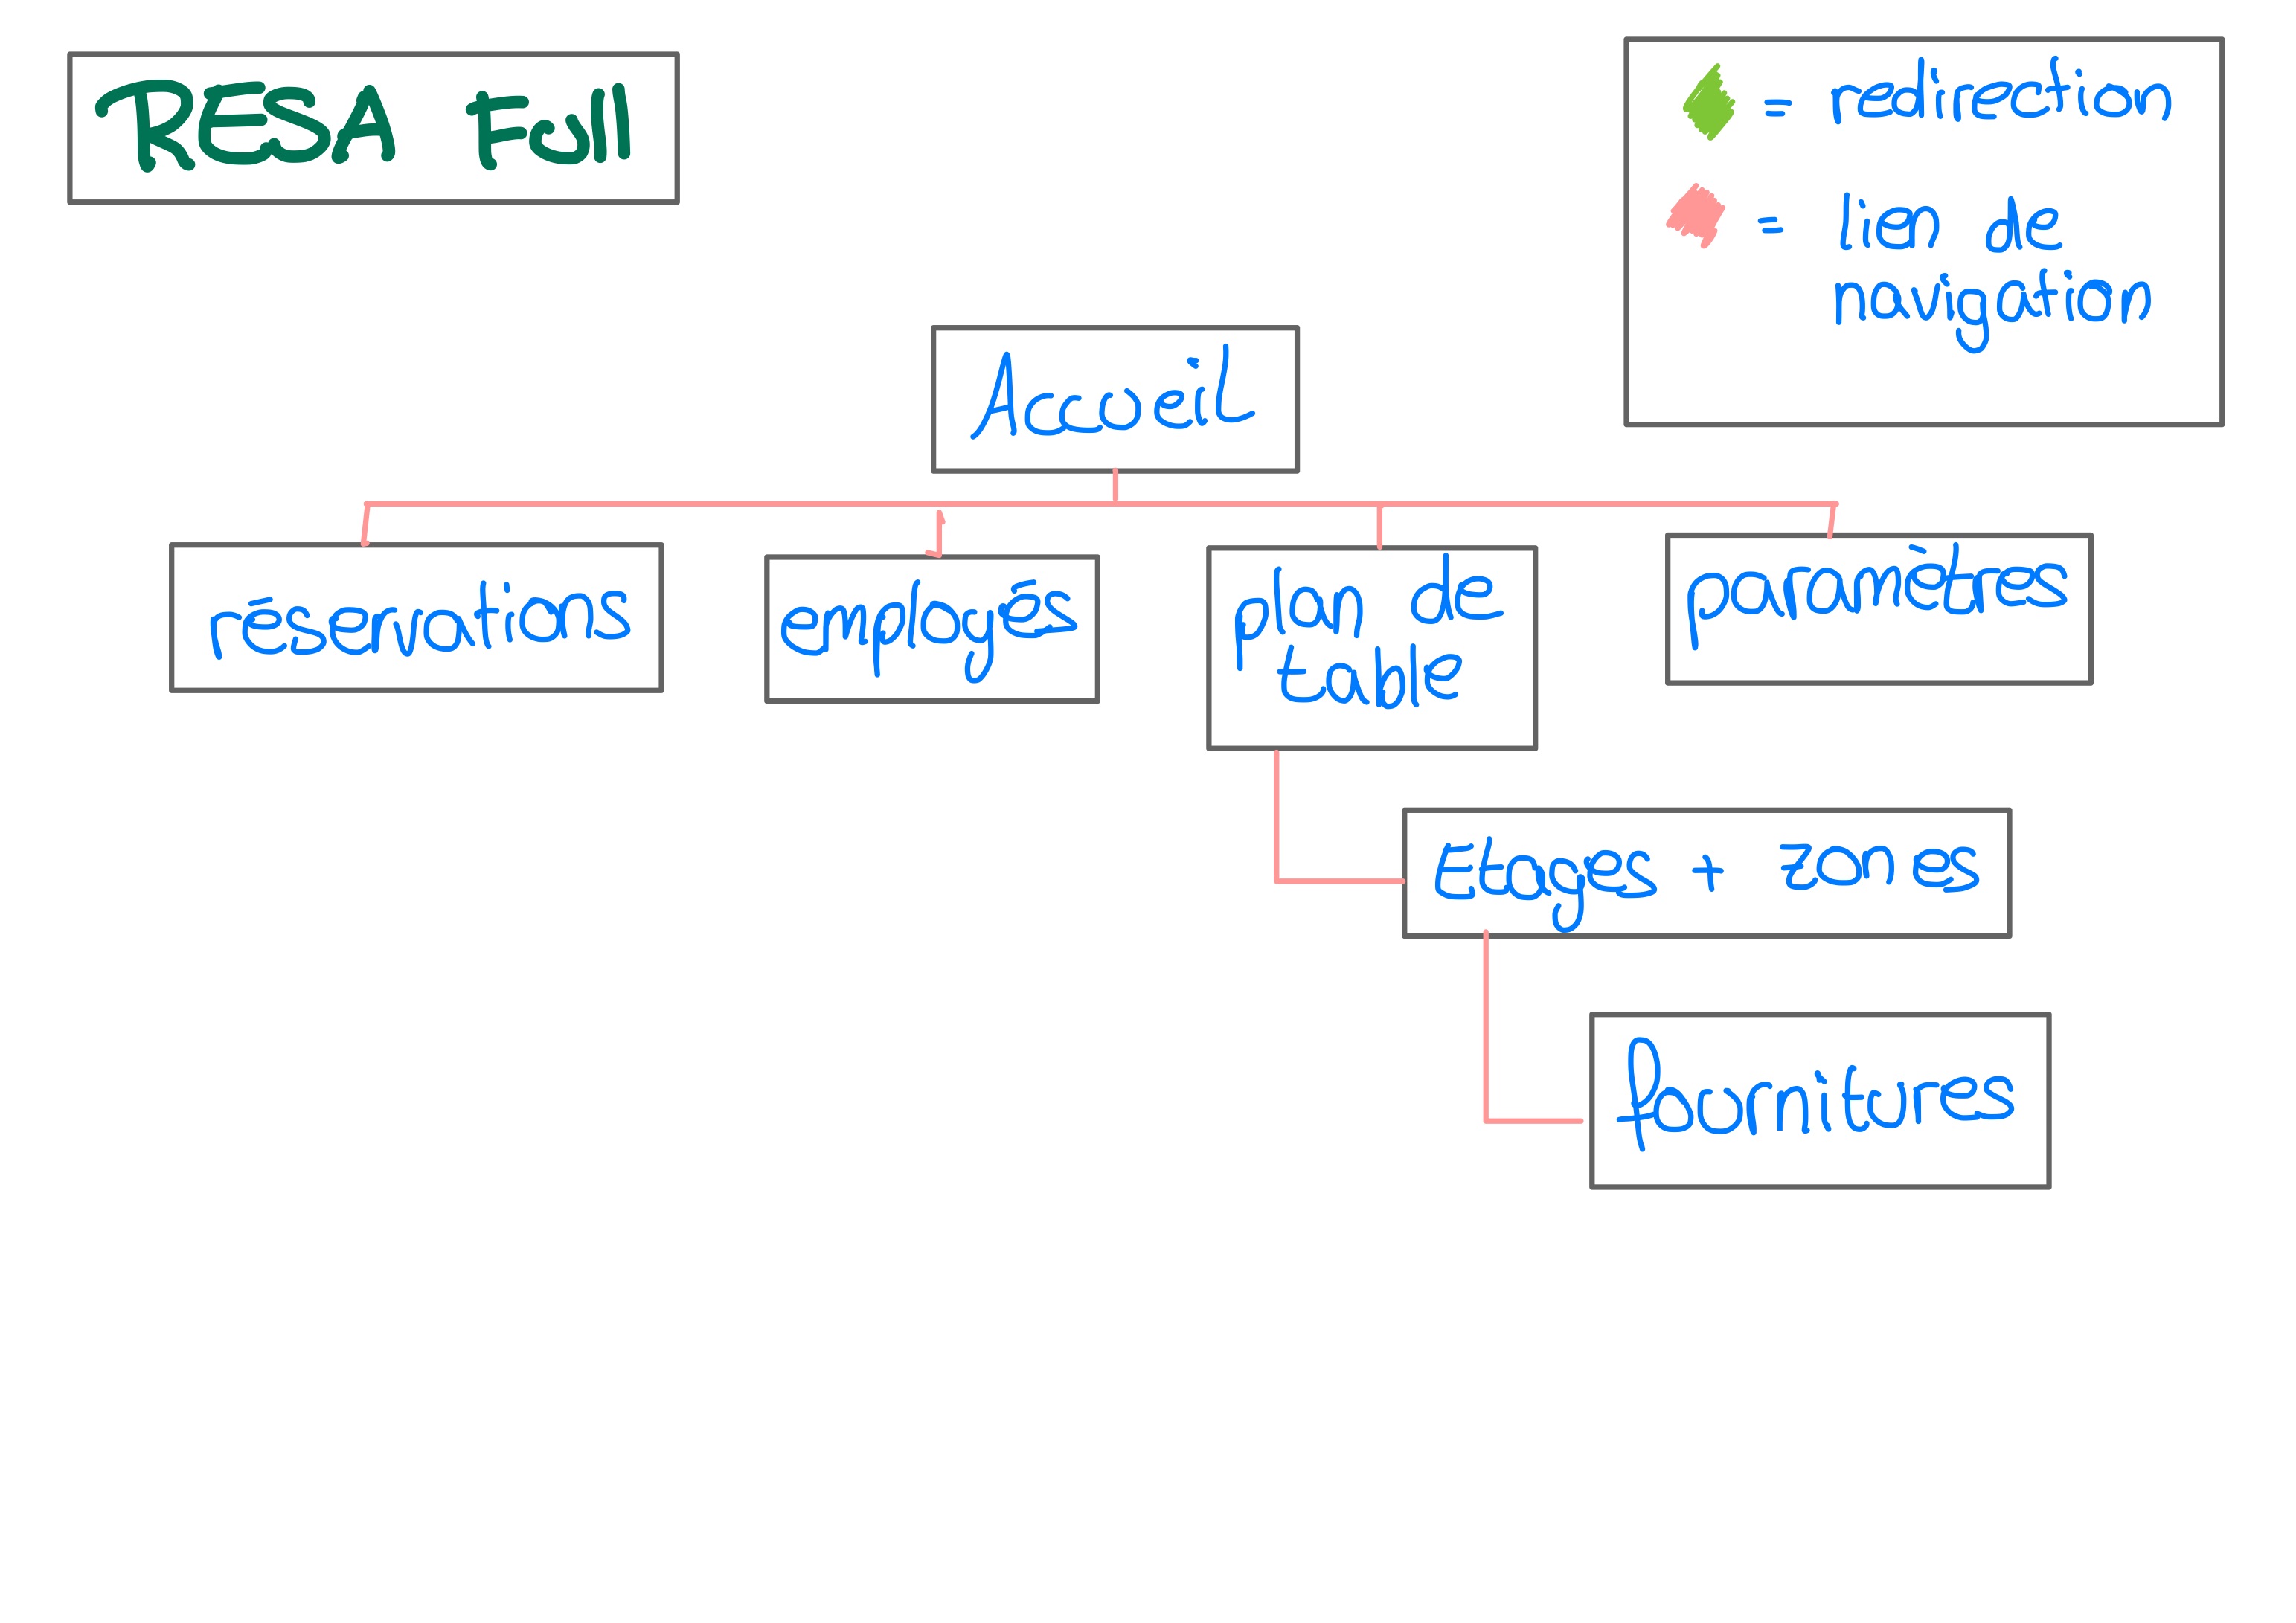 RESA Full
= redirection
= lien de
navigation
Accueil
réservations
employés
plan de
table
paramètres
Etages + zones
fournitures